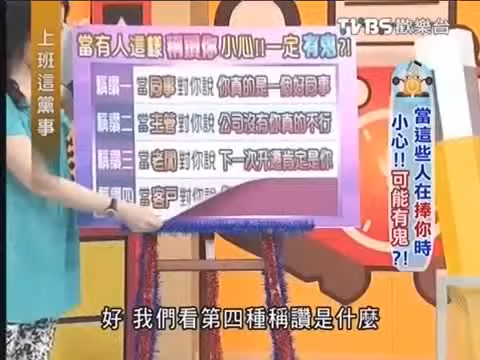 TVBS歡樂台
上班這黨事
當有人這樣稱讚你小心!!一定有鬼?!
稱讚一 當同事對你說 你真的是一個好同事
稱讚二 當主管對你說 公司沒有你真的不行
稱讚三 當老闆對你說 下一次升遷肯定是你
稱讚四 當客戶對你說
當這些人在捧你時
小心!!可能有鬼?!
好 我們看第四種稱讚是什麼